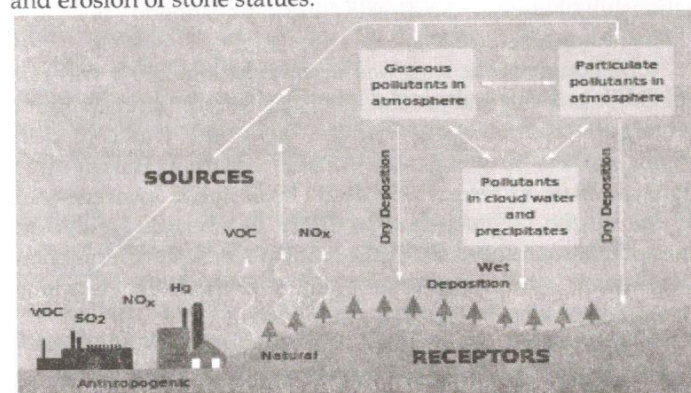 and erosion of stone statues.
Gaseous
pollutants in
atmosphere
Particulate
pollutants in
atmosphere
SOURCES
Dry Deposition
Pollutants
in cloud water
and
precipitates
Dry Deposition
VOC
NOx
Wet
Deposition
VOC
SO2
NOx
Hg
Natural
RECEPTORS
Anthropogenic